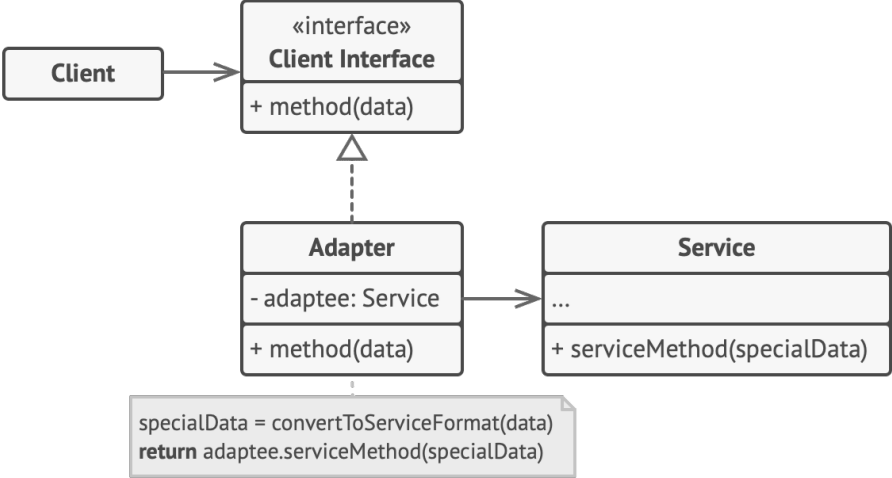 Client
«interface»
Client Interface
+ method(data)
Adapter
- adaptee: Service
+ method(data)
Service
...
+ serviceMethod(specialData)
specialData = convertToServiceFormat(data)
return adaptee.serviceMethod(specialData)